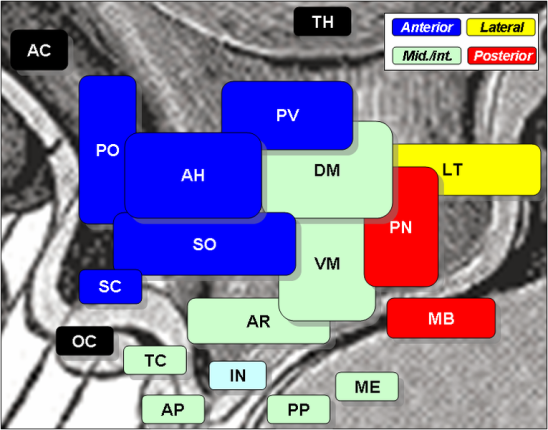 TH
AC
Anterior
Lateral
Mid./int.
Posterior
PV
PO
AH
DM
LT
PN
SO
VM
SC
AR
MB
OC
TC
IN
ME
AP
PP